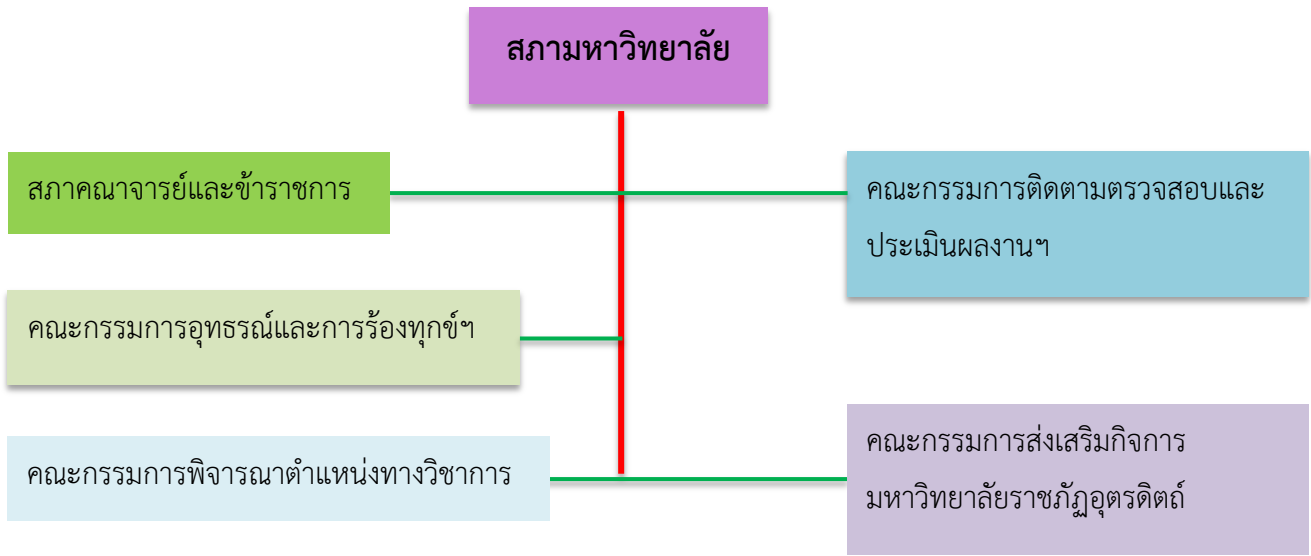 สภามหาวิทยาลัย
สภาคณาจารย์และข้าราชการ
คณะกรรมการติดตามตรวจสอบและ
ประเมินผลงานฯ
คณะกรรมการอุทธรณ์และการร้องทุกข์ฯ
คณะกรรมการพิจารณาตำแหน่งทางวิชาการ
คณะกรรมการส่งเสริมกิจการ
มหาวิทยาลัยราชภัฏอุตรดิตถ์